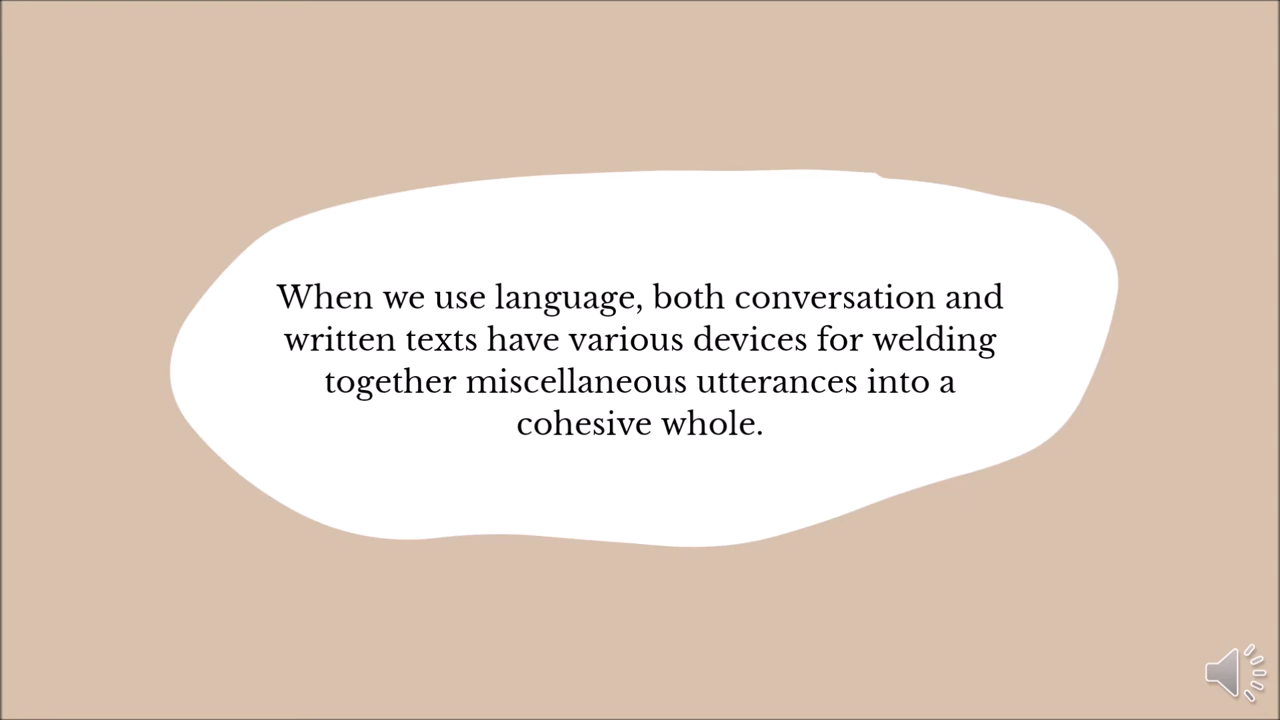 When we use language, both conversation and
written texts have various devices for welding
together miscellaneous utterances into a
cohesive whole.